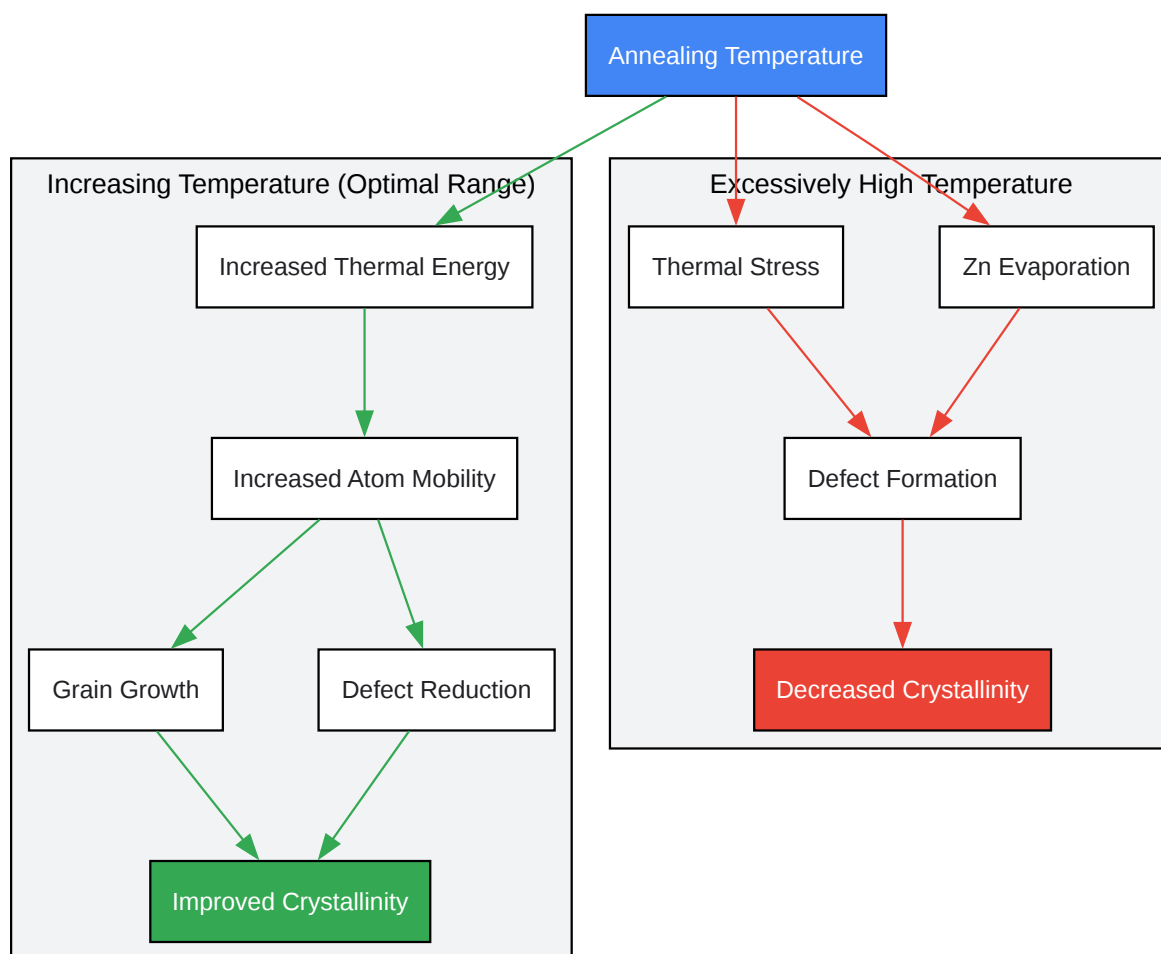 Annealing Temperature
Increasing Temperature (Optimal Range)
Excessively High Temperature
Increased Thermal Energy
Thermal Stress
Zn Evaporation
Increased Atom Mobility
Defect Formation
Grain Growth
Defect Reduction
Decreased Crystallinity
Improved Crystallinity